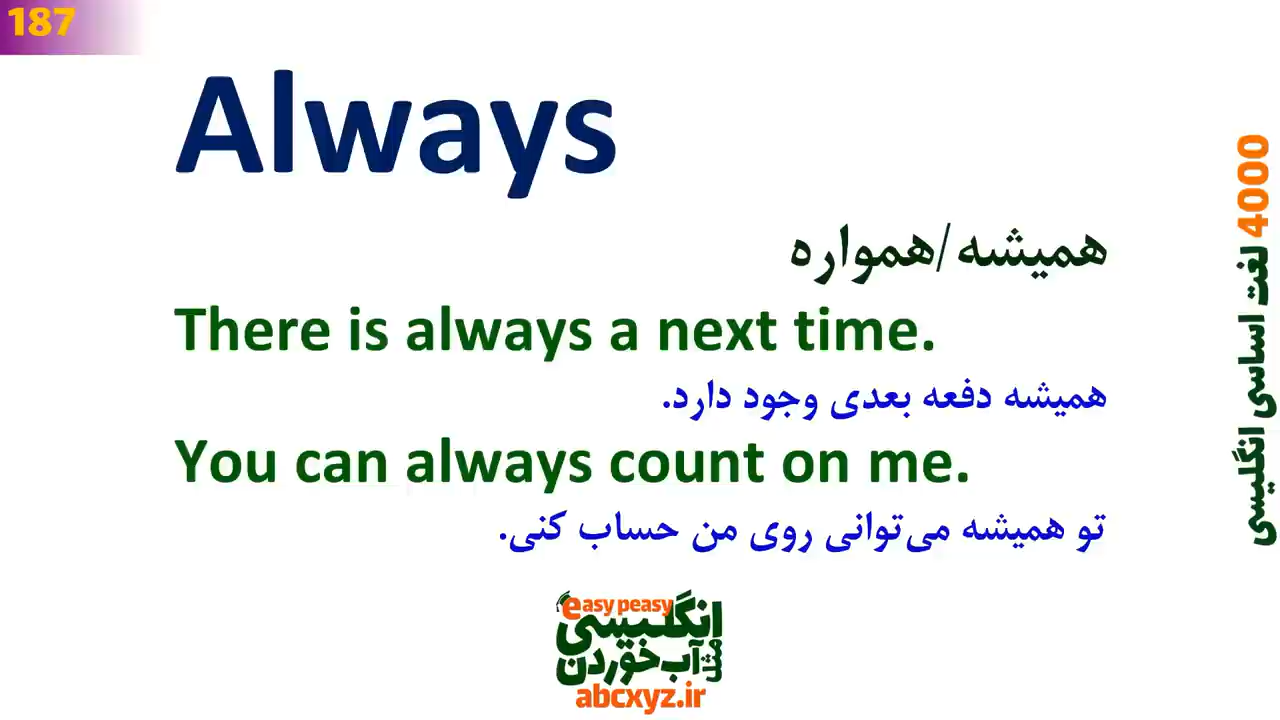 187
Always
همیشه/همواره
There is always a next time.
همیشه دفعه بعدی وجود دارد.
You can always count on me.
تو همیشه می‌توانی روی من حساب کنی.
4000 لغت اساسی انگلیسی
easy peasy
انگلیسی
مثل آب خوردن
abcxyz.ir